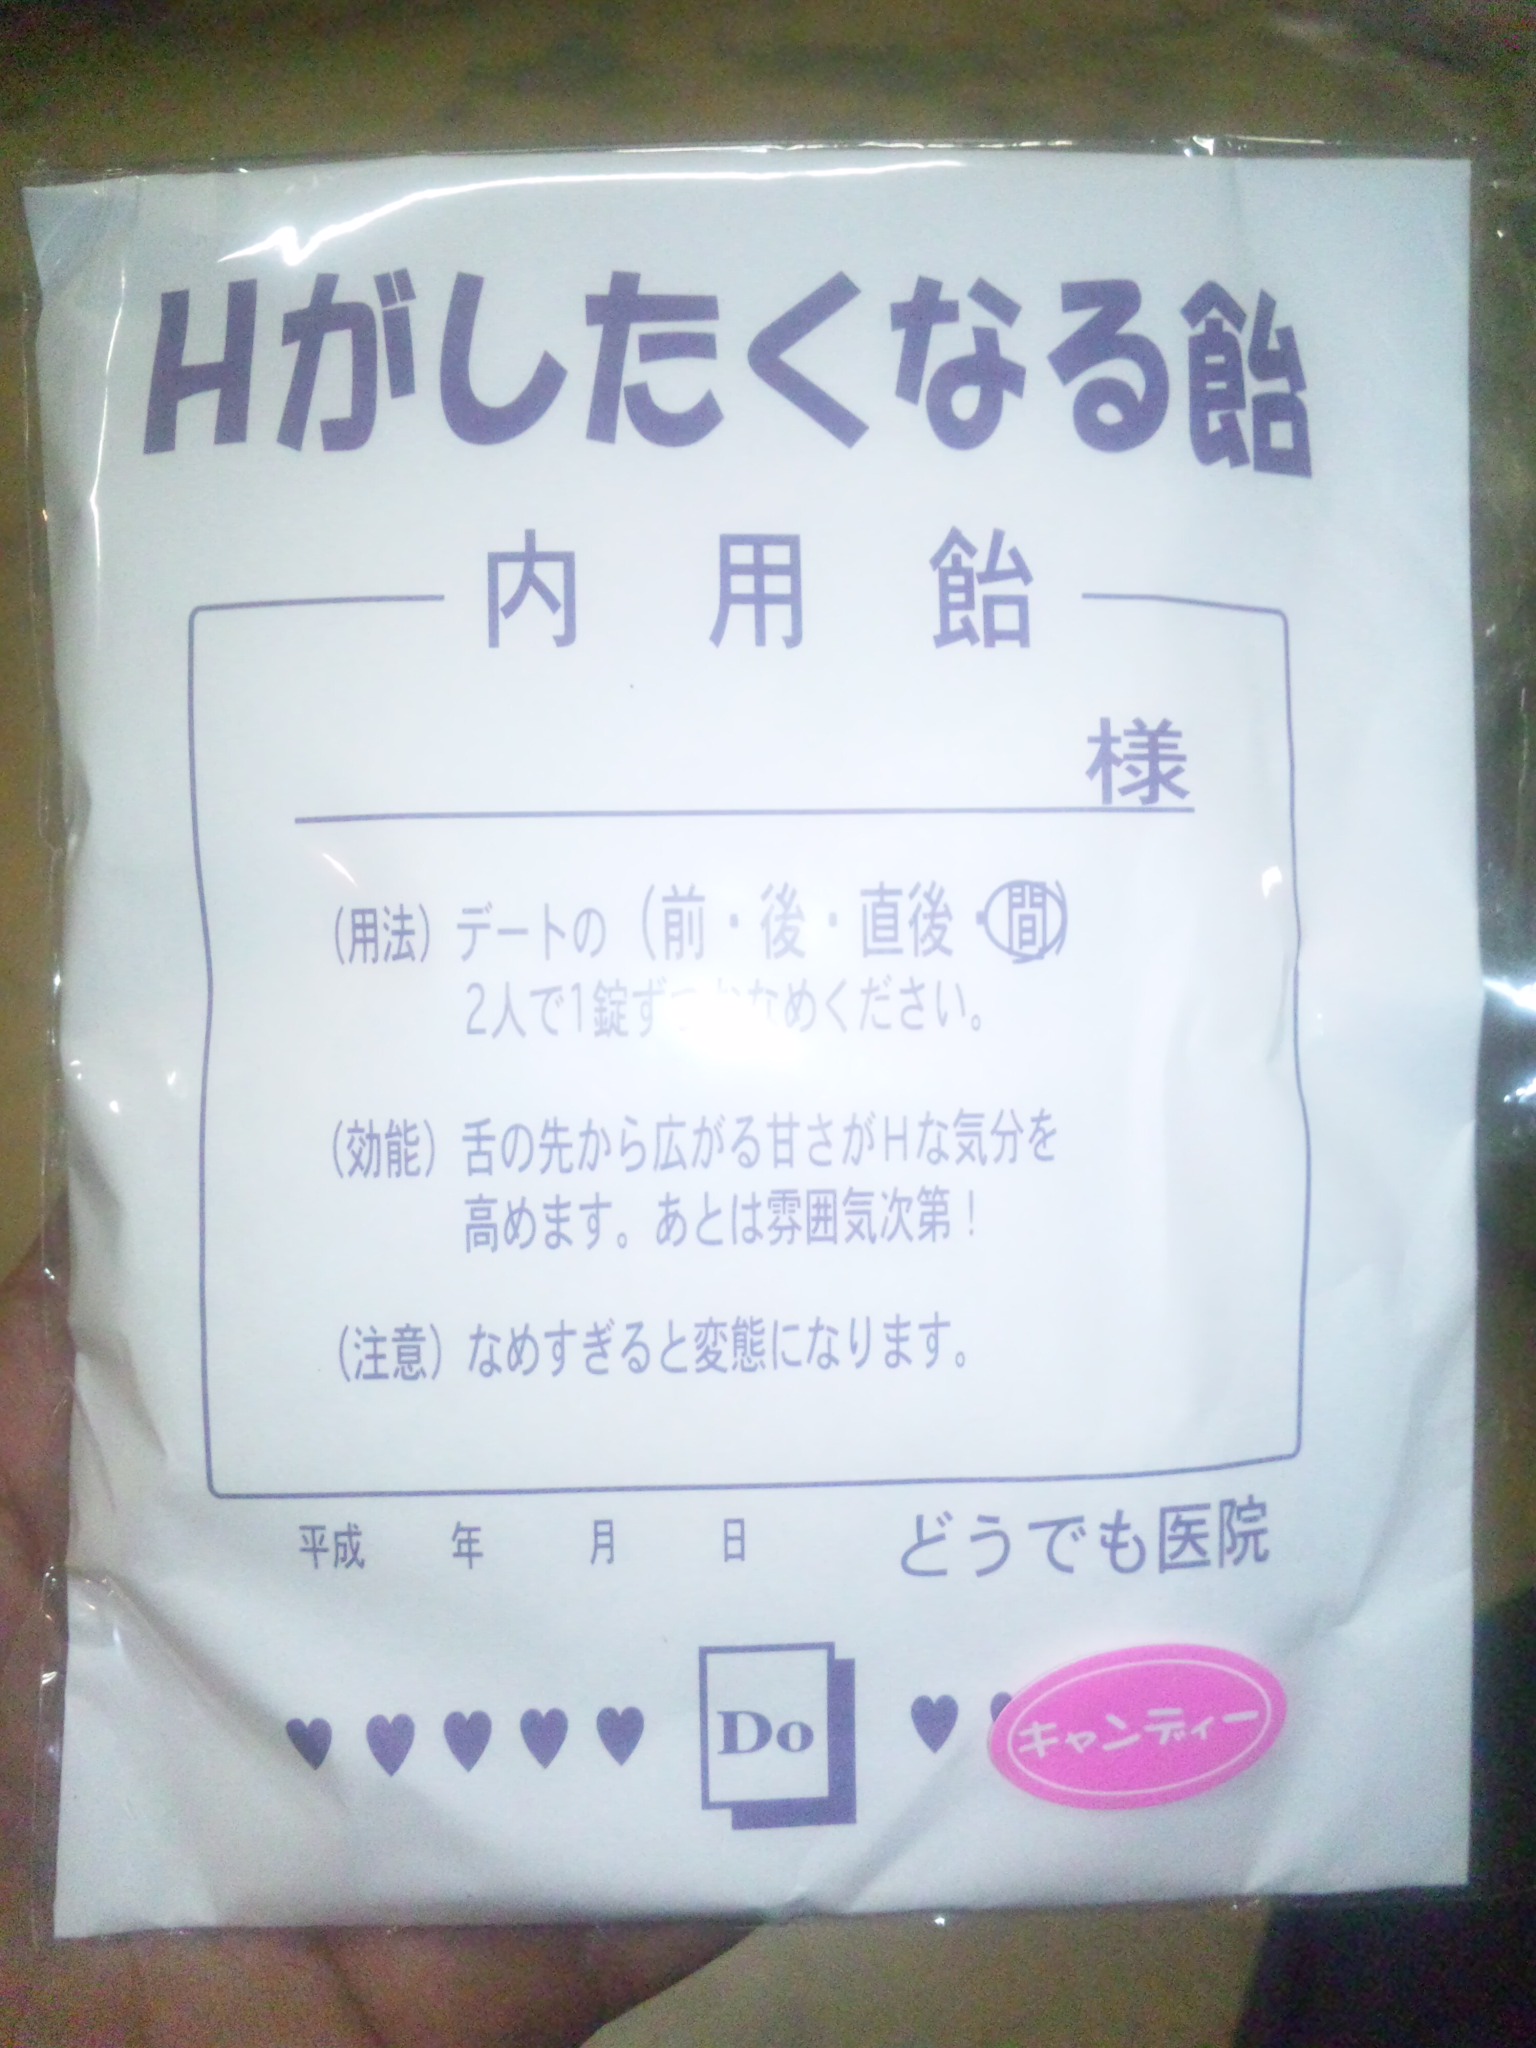 Hがしたくなる飴
内用飴
様
(用法) デートの (前・後・直後・間)
2人で1錠ずつおなめください。
(効能) 舌の先から広がる甘さがHな気分を
高めます。あとは雰囲気次第！
(注意) なめすぎると変態になります。
平成 年 月 日 どうでも医院
Do
キャンディー